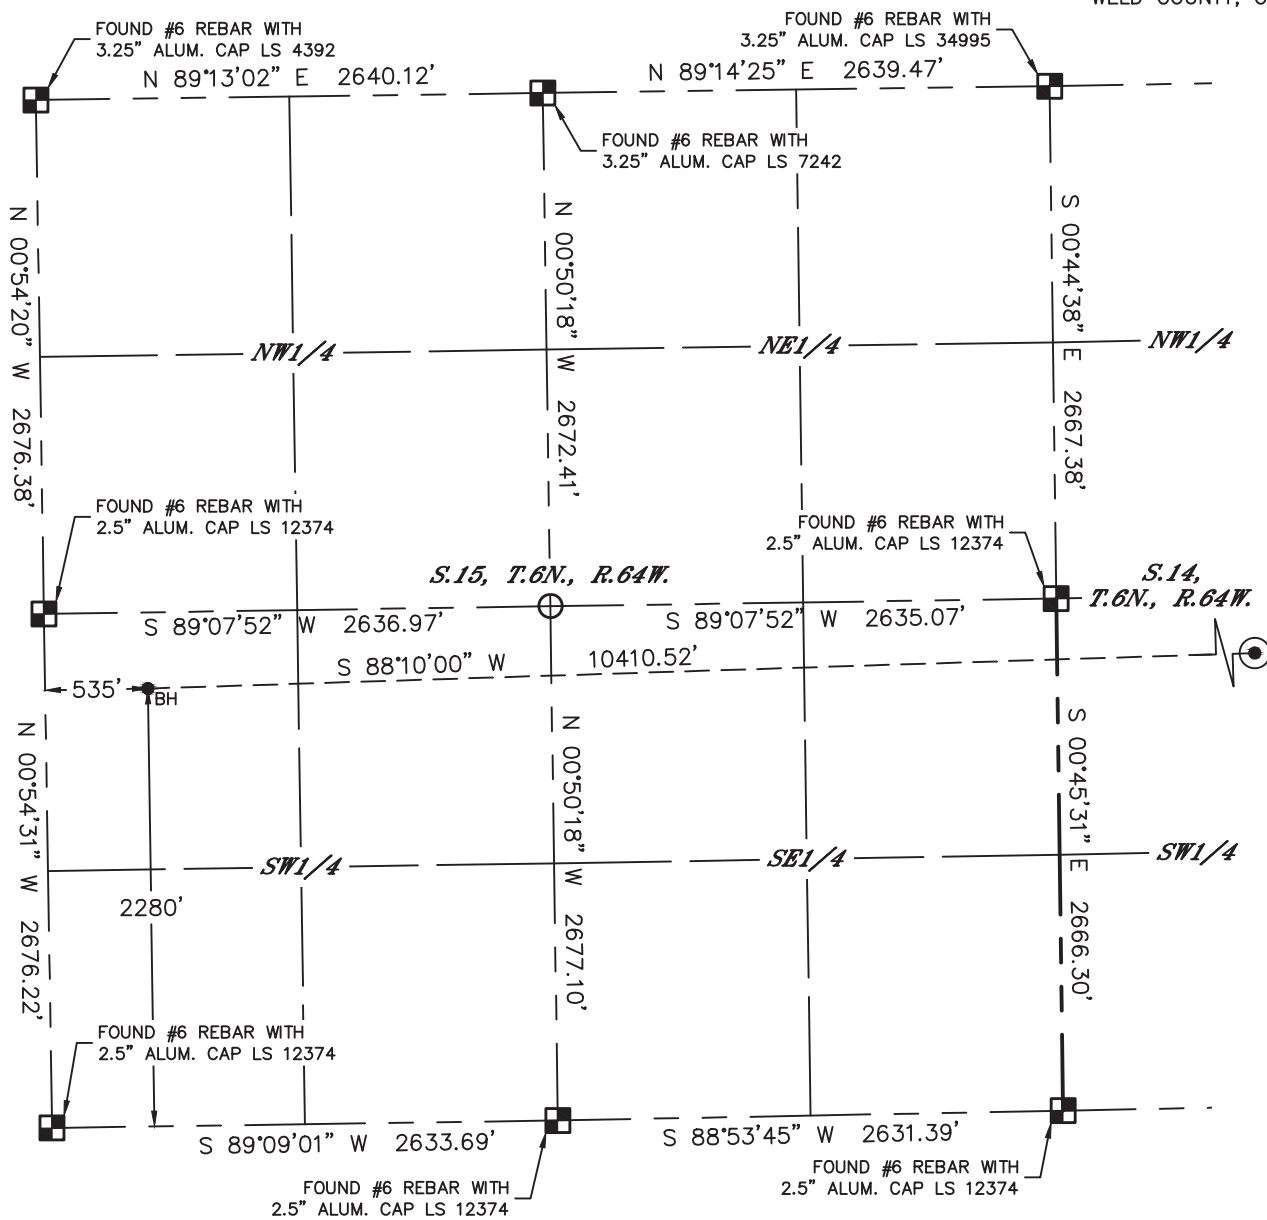 WELD COUNTY, C
FOUND #6 REBAR WITH
3.25" ALUM. CAP LS 4392
FOUND #6 REBAR WITH
3.25" ALUM. CAP LS 34995
N 89°13'02" E 2640.12'
N 89°14'25" E 2639.47'
FOUND #6 REBAR WITH
3.25" ALUM. CAP LS 7242
N 00°54'20" W 2676.38'
N 00°50'18" W 2672.41'
S 00°44'38" E 2667.38'
NW1/4
NE1/4
NW1/4
FOUND #6 REBAR WITH
2.5" ALUM. CAP LS 12374
FOUND #6 REBAR WITH
2.5" ALUM. CAP LS 12374
S.15, T.6N., R.64W.
S.14,
T.6N., R.64W.
S 89°07'52" W 2636.97'
S 89°07'52" W 2635.07'
S 88°10'00" W 10410.52'
535'
BH
N 00°54'31" W 2676.22'
N 00°50'18" W 2677.10'
S 00°45'31" E 2666.30'
SW1/4
SE1/4
SW1/4
2280'
FOUND #6 REBAR WITH
2.5" ALUM. CAP LS 12374
S 89°09'01" W 2633.69'
S 88°53'45" W 2631.39'
FOUND #6 REBAR WITH
2.5" ALUM. CAP LS 12374
FOUND #6 REBAR WITH
2.5" ALUM. CAP LS 12374